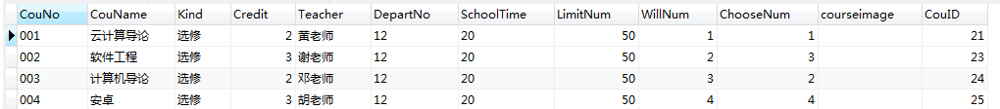 CouNo CouName Kind Credit Teacher DepartNo SchoolTime LimitNum WillNum ChooseNum courseimage CouID
001 云计算导论 选修 2 黄老师 12 20 50 1 1 21
002 软件工程 选修 3 谢老师 12 20 50 2 3 23
003 计算机导论 选修 2 邓老师 12 20 50 3 2 24
004 安卓 选修 3 胡老师 12 20 50 4 4 25